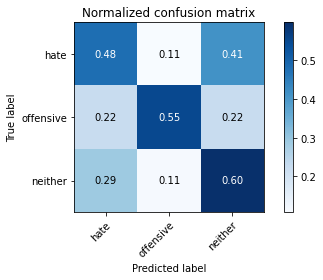 Normalized confusion matrix
hate 0.48 0.11 0.41
offensive 0.22 0.55 0.22
neither 0.29 0.11 0.60
hate offensive neither
True label
Predicted label
0.5
0.4
0.3
0.2